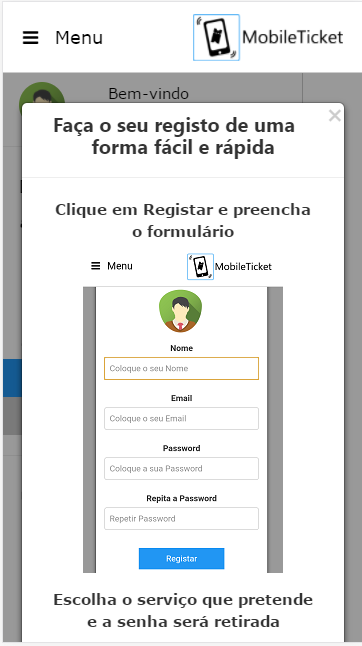 Menu
MobileTicket
Bem-vindo
×
Faça o seu registo de uma
forma fácil e rápida
Clique em Registar e preencha
o formulário
Menu
MobileTicket
Nome
Coloque o seu Nome
Email
Coloque o seu Email
Password
Coloque a sua Password
Repita a Password
Repetir Password
Registar
Escolha o serviço que pretende
e a senha será retirada